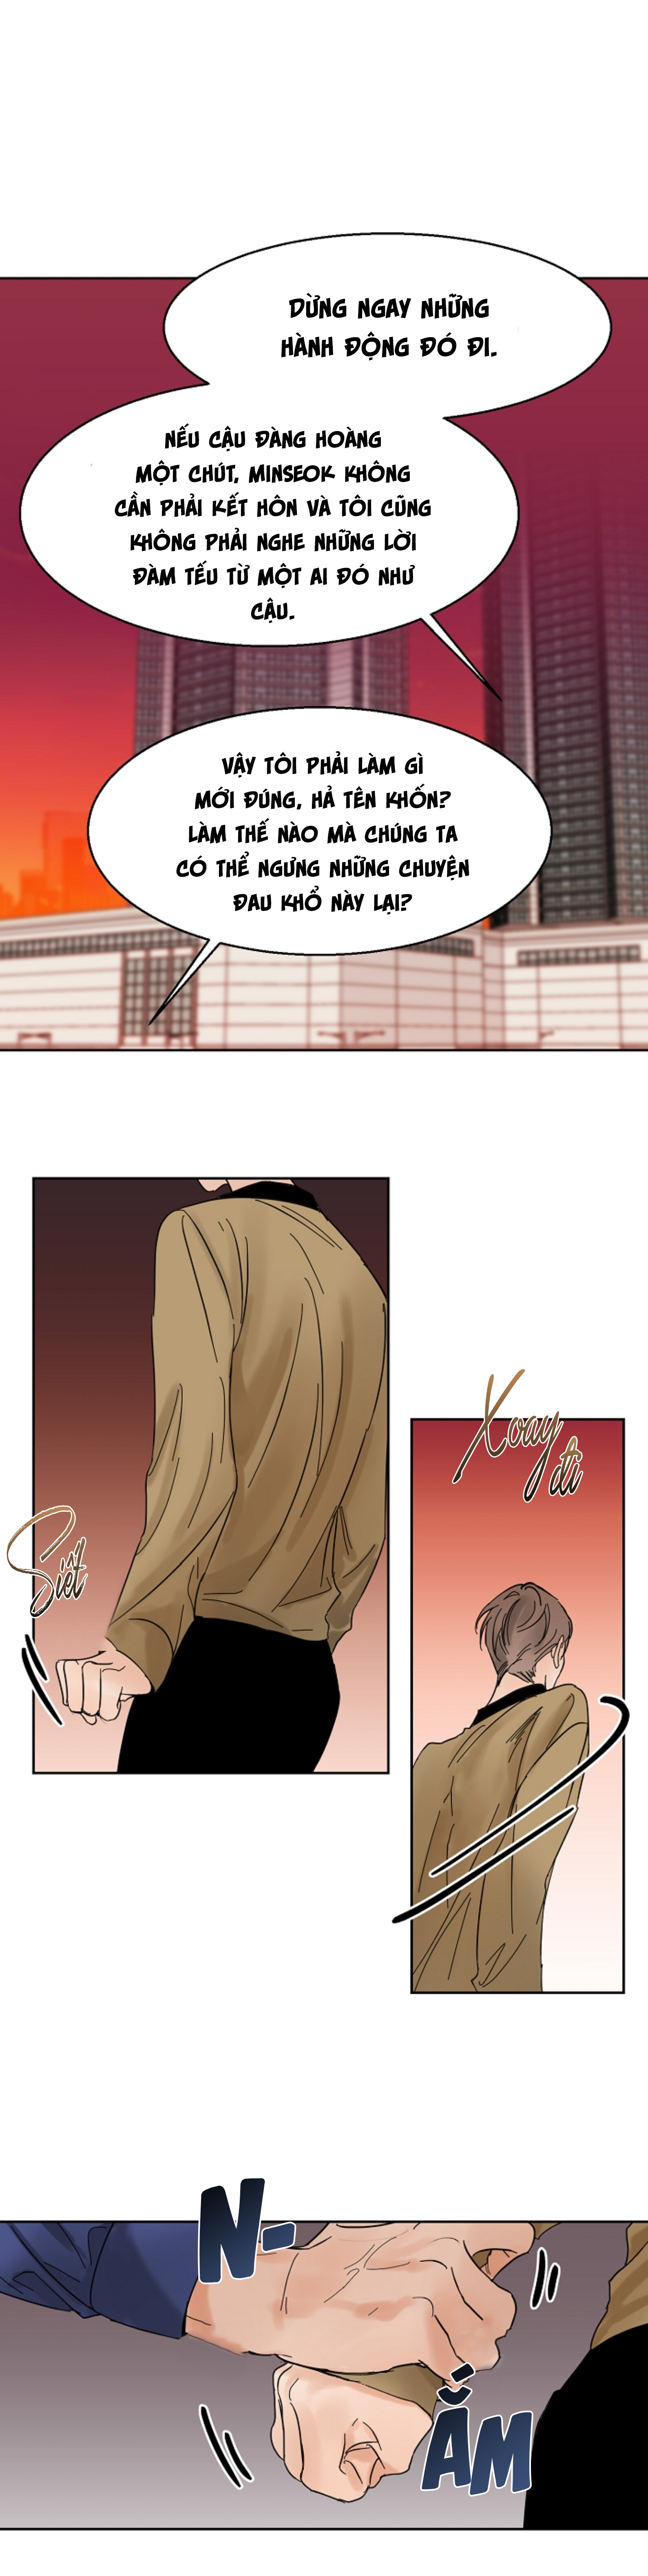 DỪNG NGAY NHỮNG
HÀNH ĐỘNG ĐÓ ĐI.
NẾU CẬU ĐÀNG HOÀNG
MỘT CHÚT, MINSEOK KHÔNG
CẦN PHẢI KẾT HÔN VÀ TÔI CŨNG
KHÔNG PHẢI NGHE NHỮNG LỜI
ĐÀM TẾU TỪ MỘT AI ĐÓ NHƯ
CẬU.
VẬY TÔI PHẢI LÀM GÌ
MỚI ĐÚNG, HẢ TÊN KHỐN?
LÀM THẾ NÀO MÀ CHÚNG TA
CÓ THỂ NGƯNG NHỮNG CHUYỆN
ĐAU KHỔ NÀY LẠI?
Xoay
đi
Siết
N-
ẮM